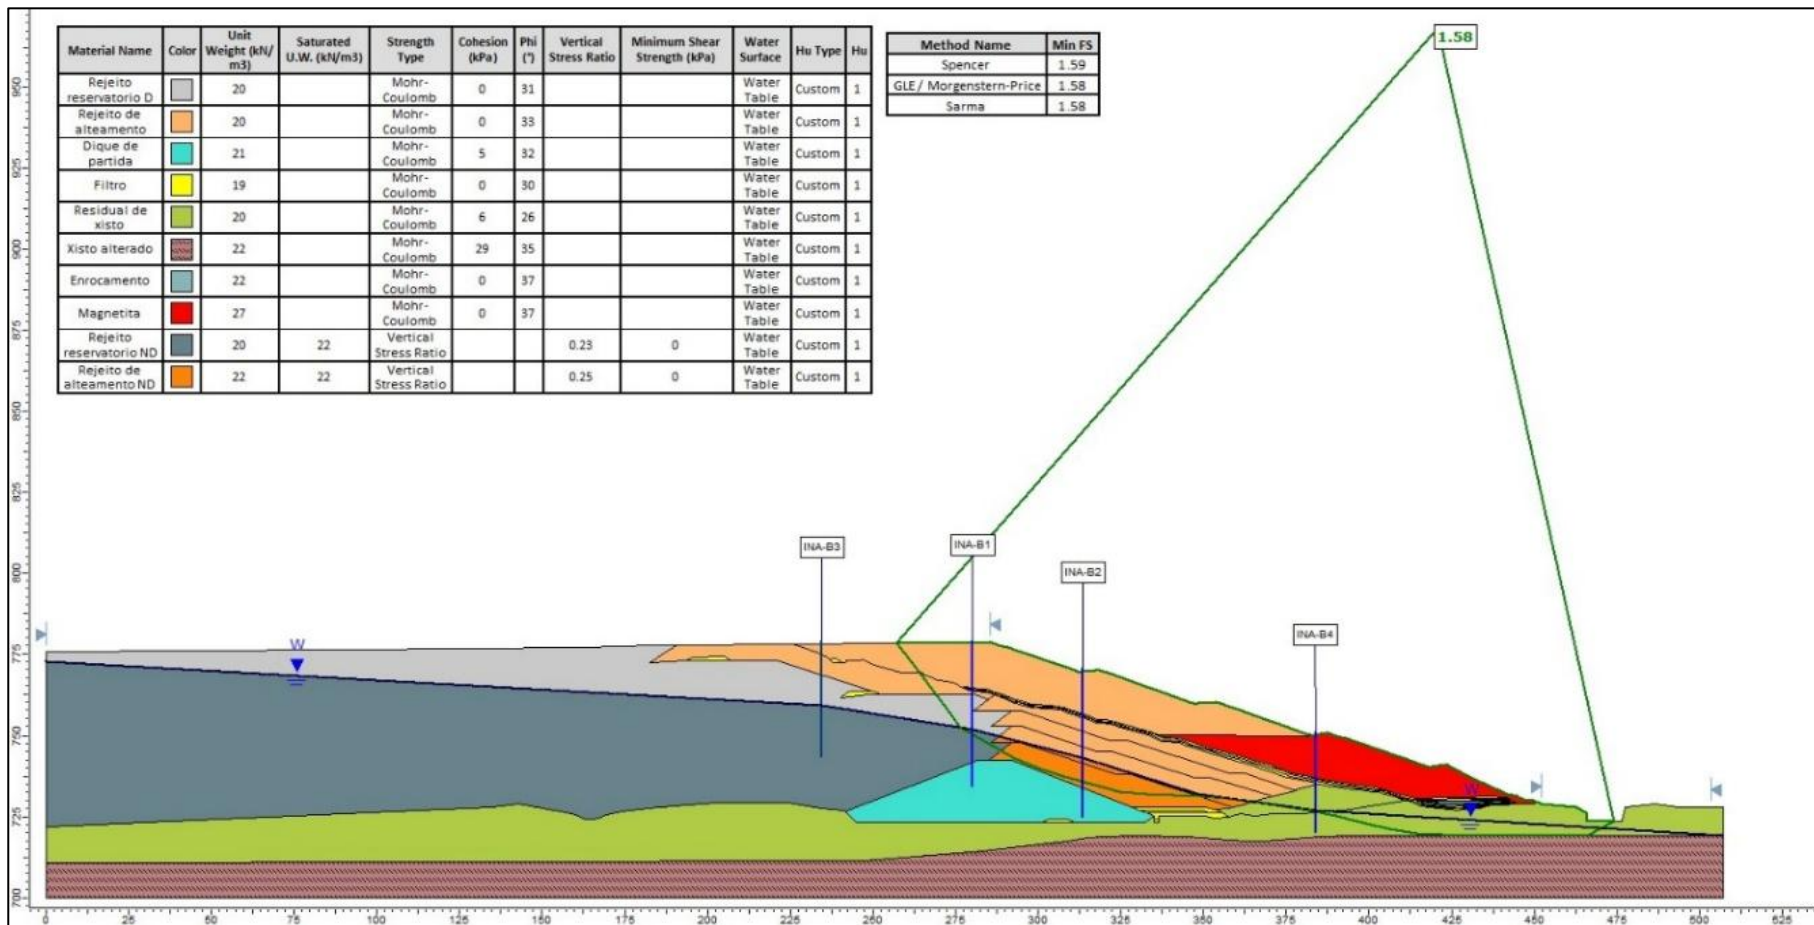 Material Name Color Unit Weight (kN/m3) Saturated U.W. (kN/m3) Strength Type Cohesion (kPa) Phi (°) Vertical Stress Ratio Minimum Shear Strength (kPa) Water Surface Hu Type Hu
Rejeito reservatorio D 20 Mohr-Coulomb 0 31 Water Table Custom 1
Rejeito de alteamento 20 Mohr-Coulomb 0 33 Water Table Custom 1
Dique de partida 21 Mohr-Coulomb 5 32 Water Table Custom 1
Filtro 19 Mohr-Coulomb 0 30 Water Table Custom 1
Residual de xisto 20 Mohr-Coulomb 6 26 Water Table Custom 1
Xisto alterado 22 Mohr-Coulomb 29 35 Water Table Custom 1
Enrocamento 22 Mohr-Coulomb 0 37 Water Table Custom 1
Magnetita 27 Mohr-Coulomb 0 37 Water Table Custom 1
Rejeito reservatorio ND 20 22 Vertical Stress Ratio 0.23 0 Water Table Custom 1
Rejeito de alteamento ND 22 22 Vertical Stress Ratio 0.25 0 Water Table Custom 1
Method Name Min FS
Spencer 1.59
GLE / Morgenstern-Price 1.58
Sarma 1.58
1.58
INA-B3
INA-B1
INA-B2
INA-B4
W
W
950
925
900
875
850
825
800
775
750
725
700
0 25 50 75 100 125 150 175 200 225 250 275 300 325 350 375 400 425 450 475 500 525